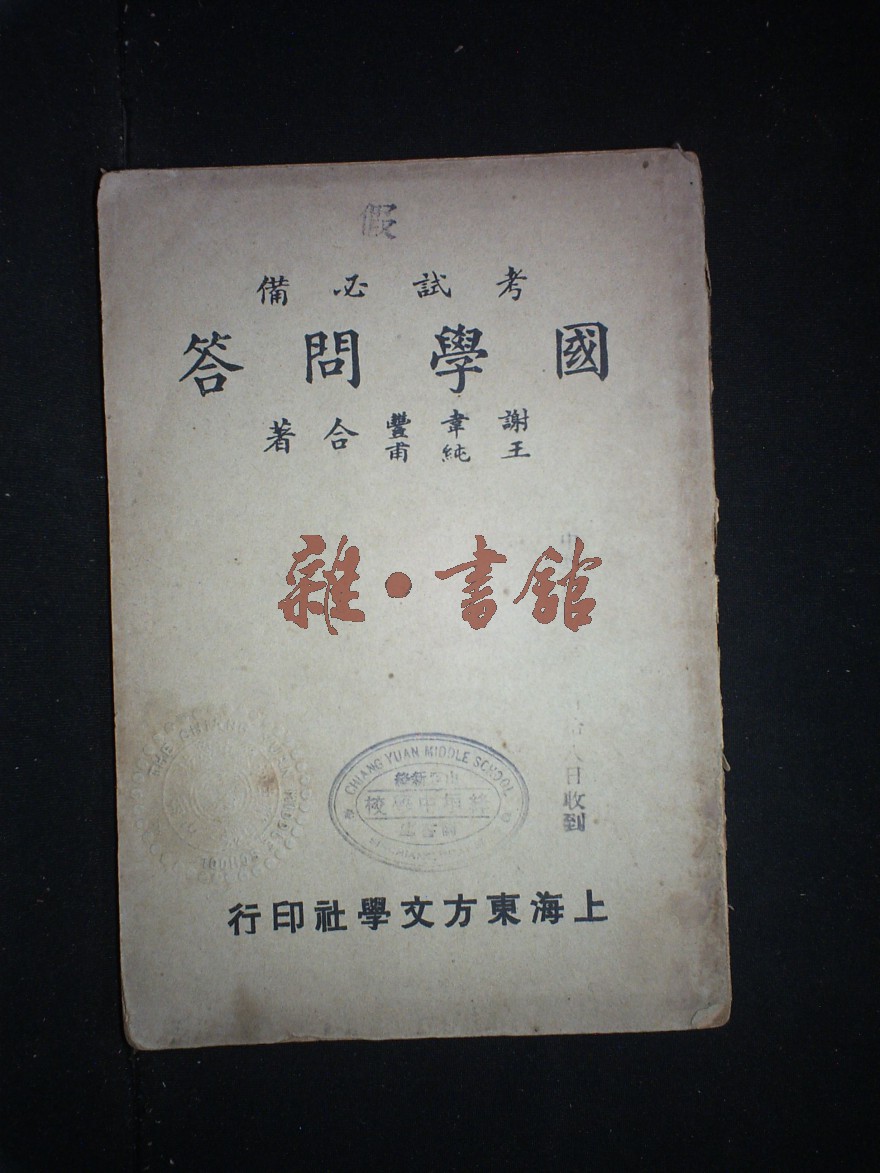 假
考試必備
國學問答
謝韋豐合著
王純甫
雜·書館
CHIANG YUAN MIDDLE SCHOOL
日收到
上海東方文學社印行